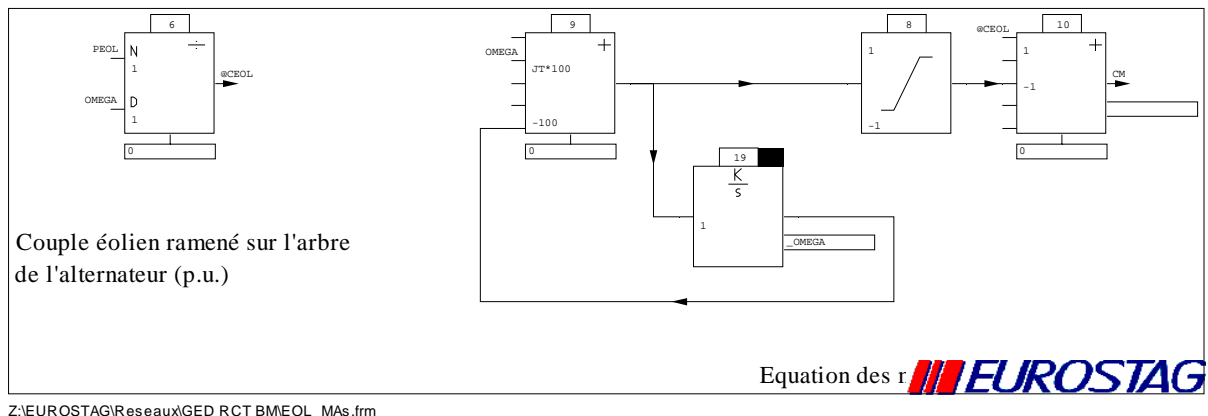 6
PEOL N
1
@CEOL
OMEGA D
1
0
9
OMEGA
+
JT*100
-100
0
8
1
-1
10
@CEOL
1
+
-1
CM
0
19
K
s
1
_OMEGA
Couple éolien ramené sur l'arbre
de l'alternateur (p.u.)
Equation des
EUROSTAG
Z:\EUROSTAG\Reseaux\GED RCT BM\EOL_MAs.frm